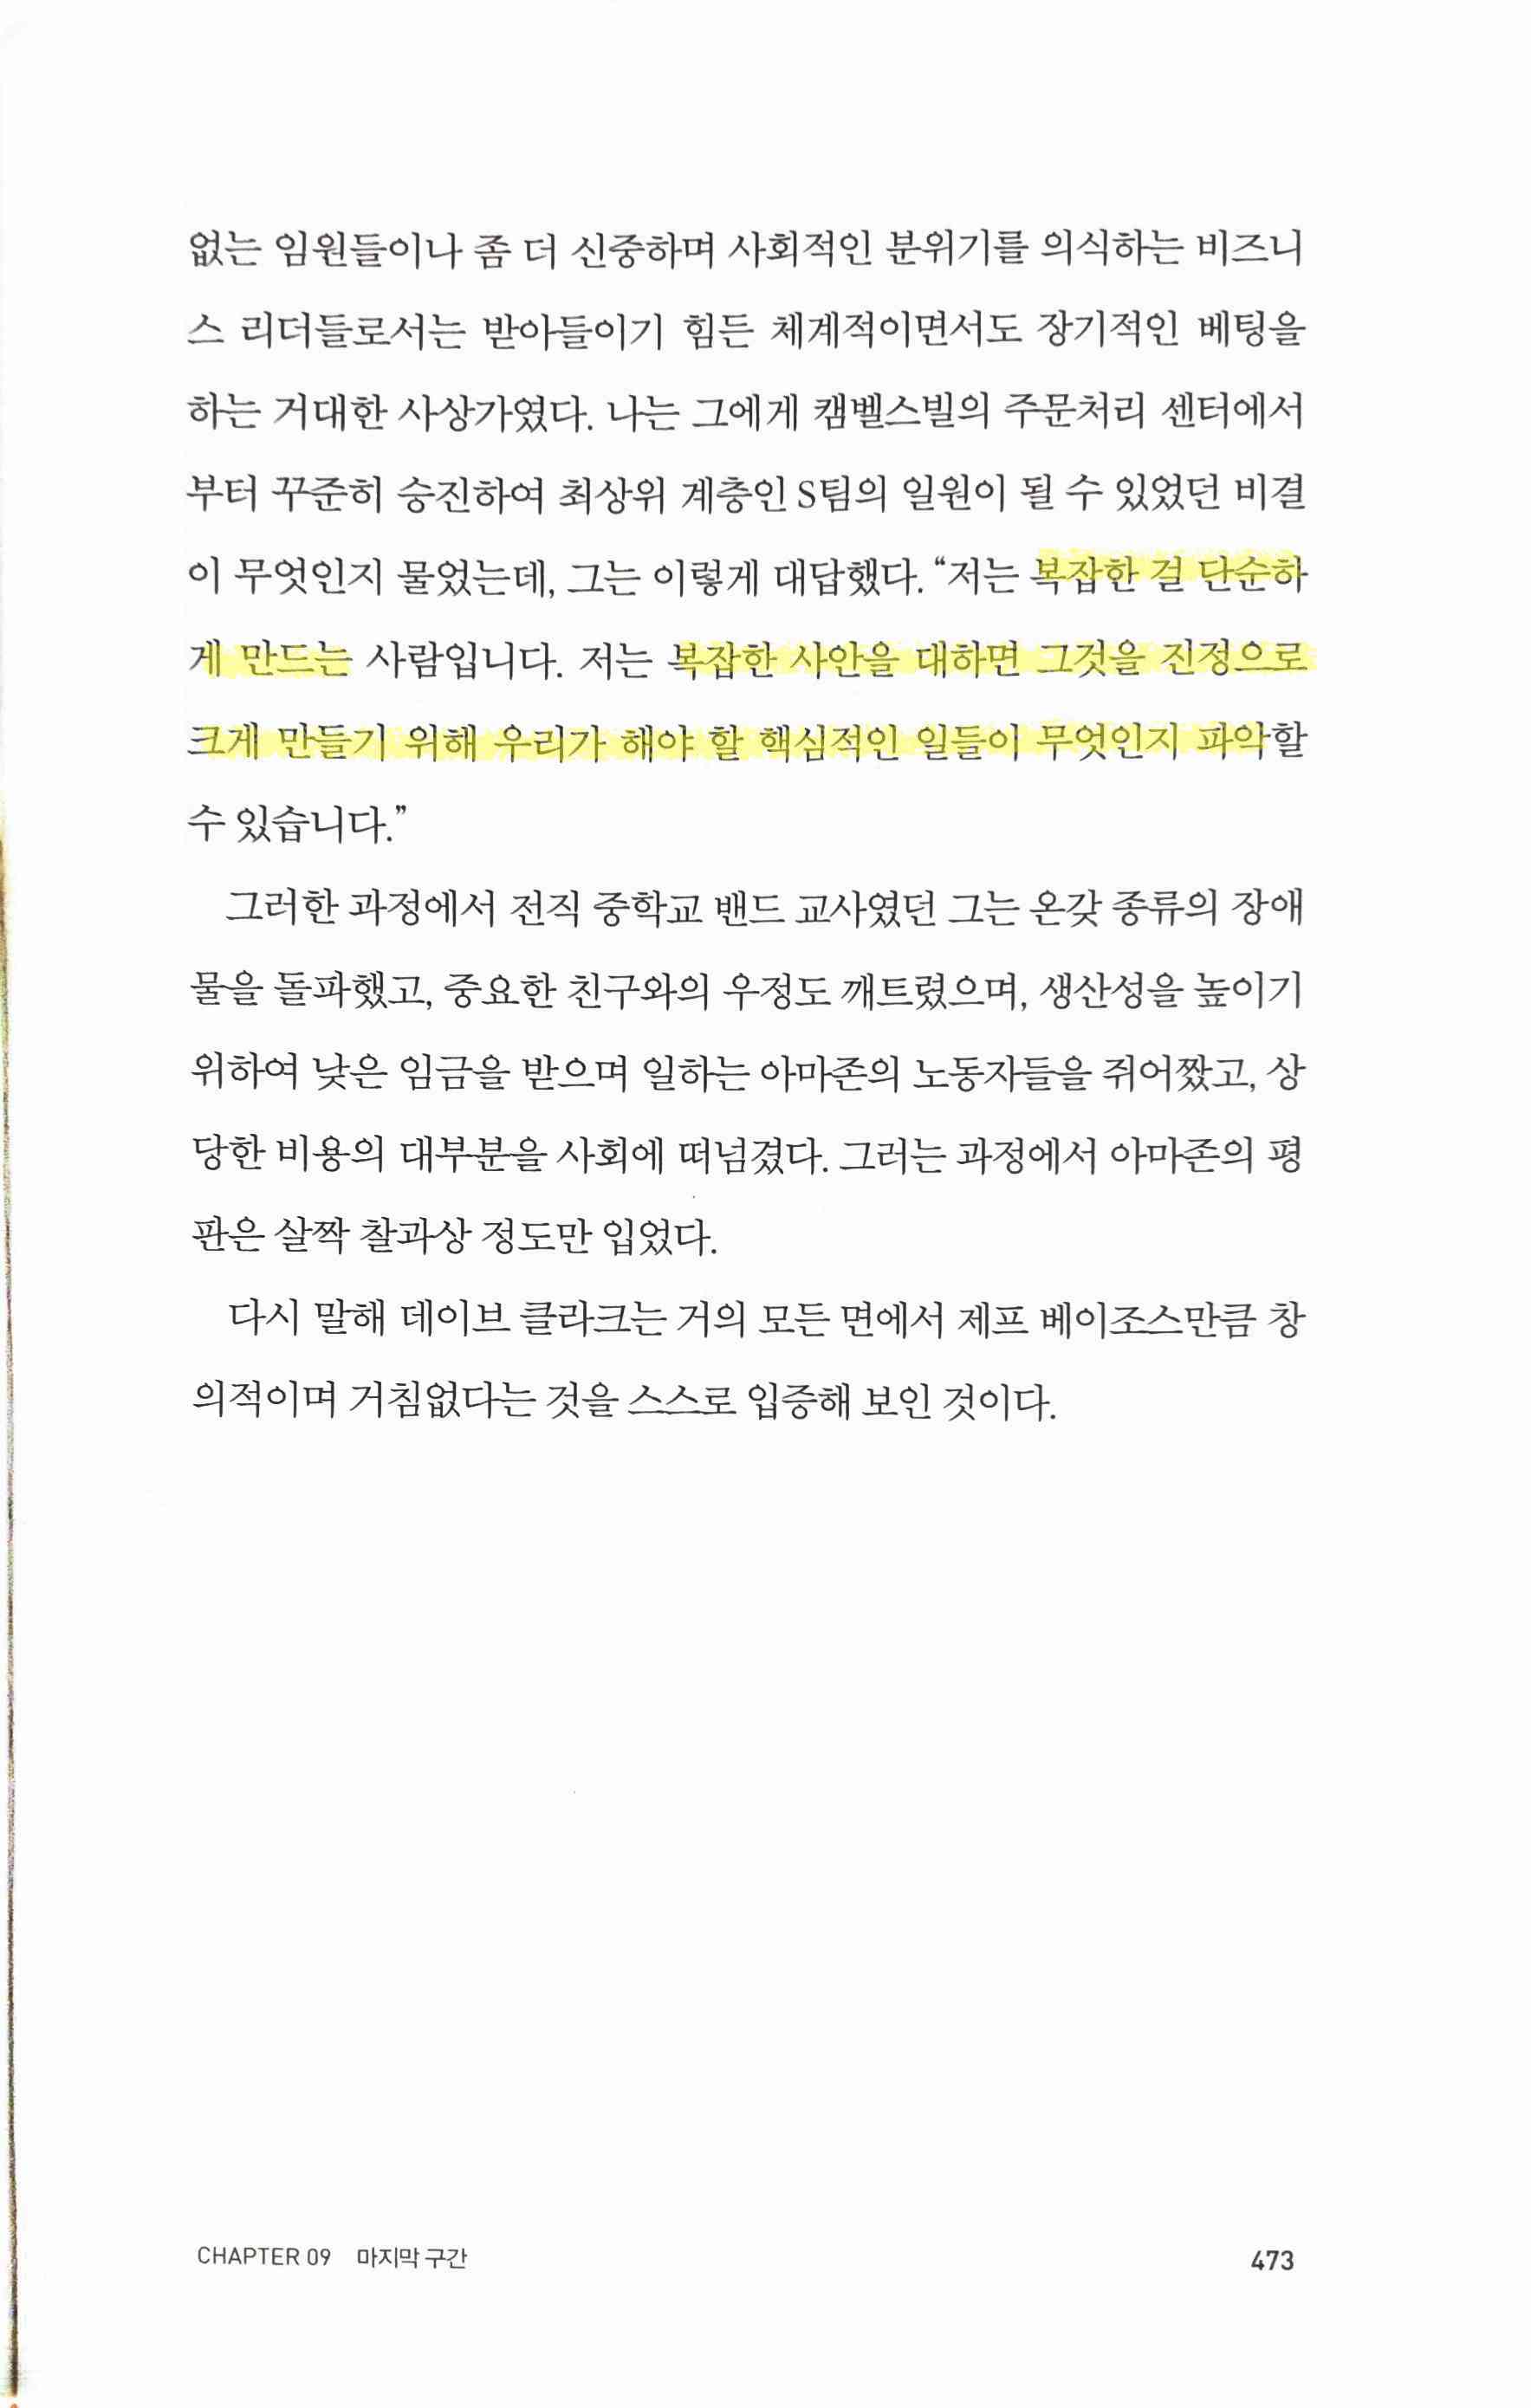 없는 임원들이나 좀 더 신중하며 사회적인 분위기를 의식하는 비즈니
스 리더들로서는 받아들이기 힘든 체계적이면서도 장기적인 베팅을
하는 거대한 사상가였다. 나는 그에게 캠벨스빌의 주문처리 센터에서
부터 꾸준히 승진하여 최상위 계층인 S팀의 일원이 될 수 있었던 비결
이 무엇인지 물었는데, 그는 이렇게 대답했다. “저는 복잡한 걸 단순하
게 만드는 사람입니다. 저는 복잡한 사안을 대하면 그것을 진정으로
크게 만들기 위해 우리가 해야 할 핵심적인 일들이 무엇인지 파악할
수 있습니다.”
그러한 과정에서 전직 중학교 밴드 교사였던 그는 온갖 종류의 장애
물을 돌파했고, 중요한 친구와의 우정도 깨트렸으며, 생산성을 높이기
위하여 낮은 임금을 받으며 일하는 아마존의 노동자들을 쥐어짰고, 상
당한 비용의 대부분을 사회에 떠넘겼다. 그러는 과정에서 아마존의 평
판은 살짝 찰과상 정도만 입었다.
다시 말해 데이브 클라크는 거의 모든 면에서 제프 베이조스만큼 창
의적이며 거침없다는 것을 스스로 입증해 보인 것이다.
CHAPTER 09 마지막 구간
473